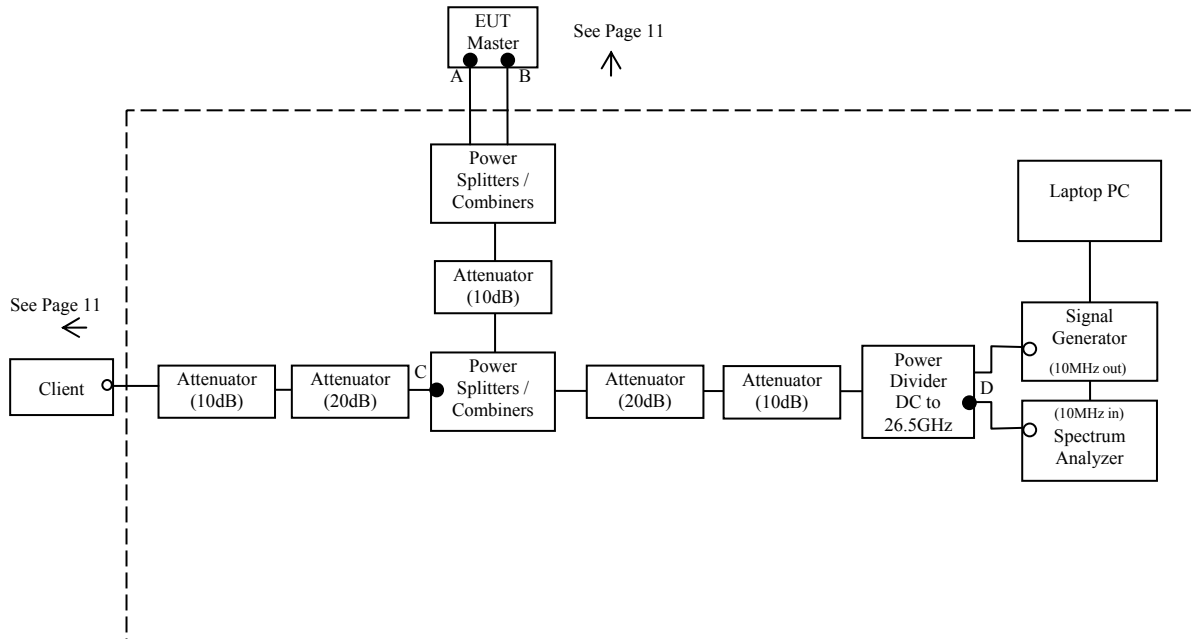 EUT
Master
See Page 11
A
B
Power
Splitters /
Combiners
Laptop PC
Attenuator
(10dB)
See Page 11
Signal
Generator
(10MHz out)
Client
Attenuator
(10dB)
Attenuator
(20dB)
C
Power
Splitters /
Combiners
Attenuator
(20dB)
Attenuator
(10dB)
Power
Divider
DC to
26.5GHz
D
(10MHz in)
Spectrum
Analyzer